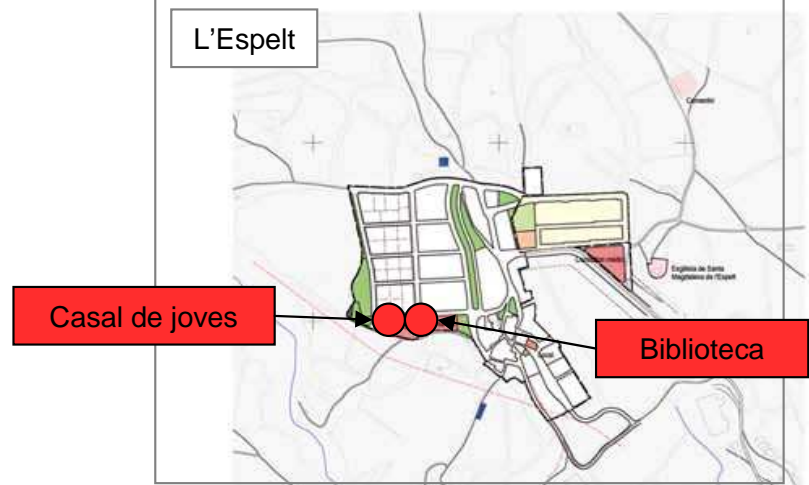 L'Espelt
Cementiri
Església de Santa
Magdalena de l'Espelt
Casal de joves
Biblioteca